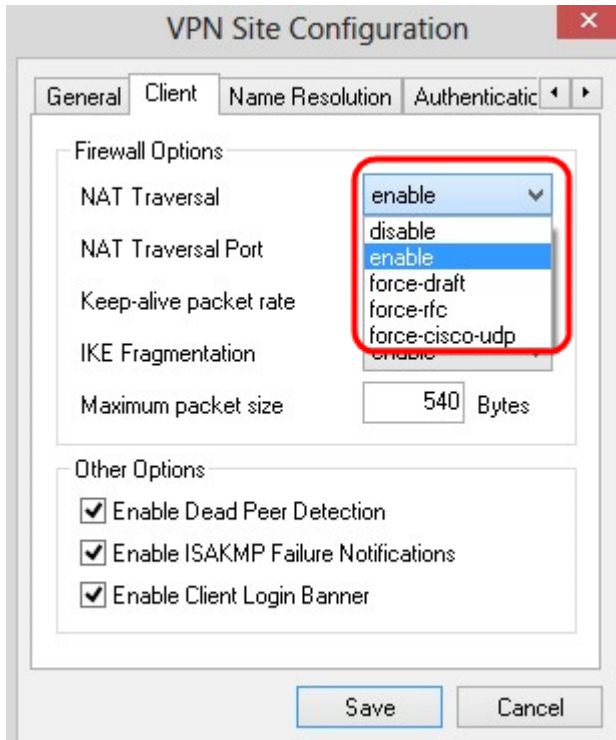 VPN Site Configuration
General Client Name Resolution Authenticatic
Firewall Options
NAT Traversal enable
disable
NAT Traversal Port enable
force-draft
Keep-alive packet rate force-rfc
force-cisco-udp
IKE Fragmentation enable
Maximum packet size 540 Bytes
Other Options
Enable Dead Peer Detection
Enable ISAKMP Failure Notifications
Enable Client Login Banner
Save Cancel